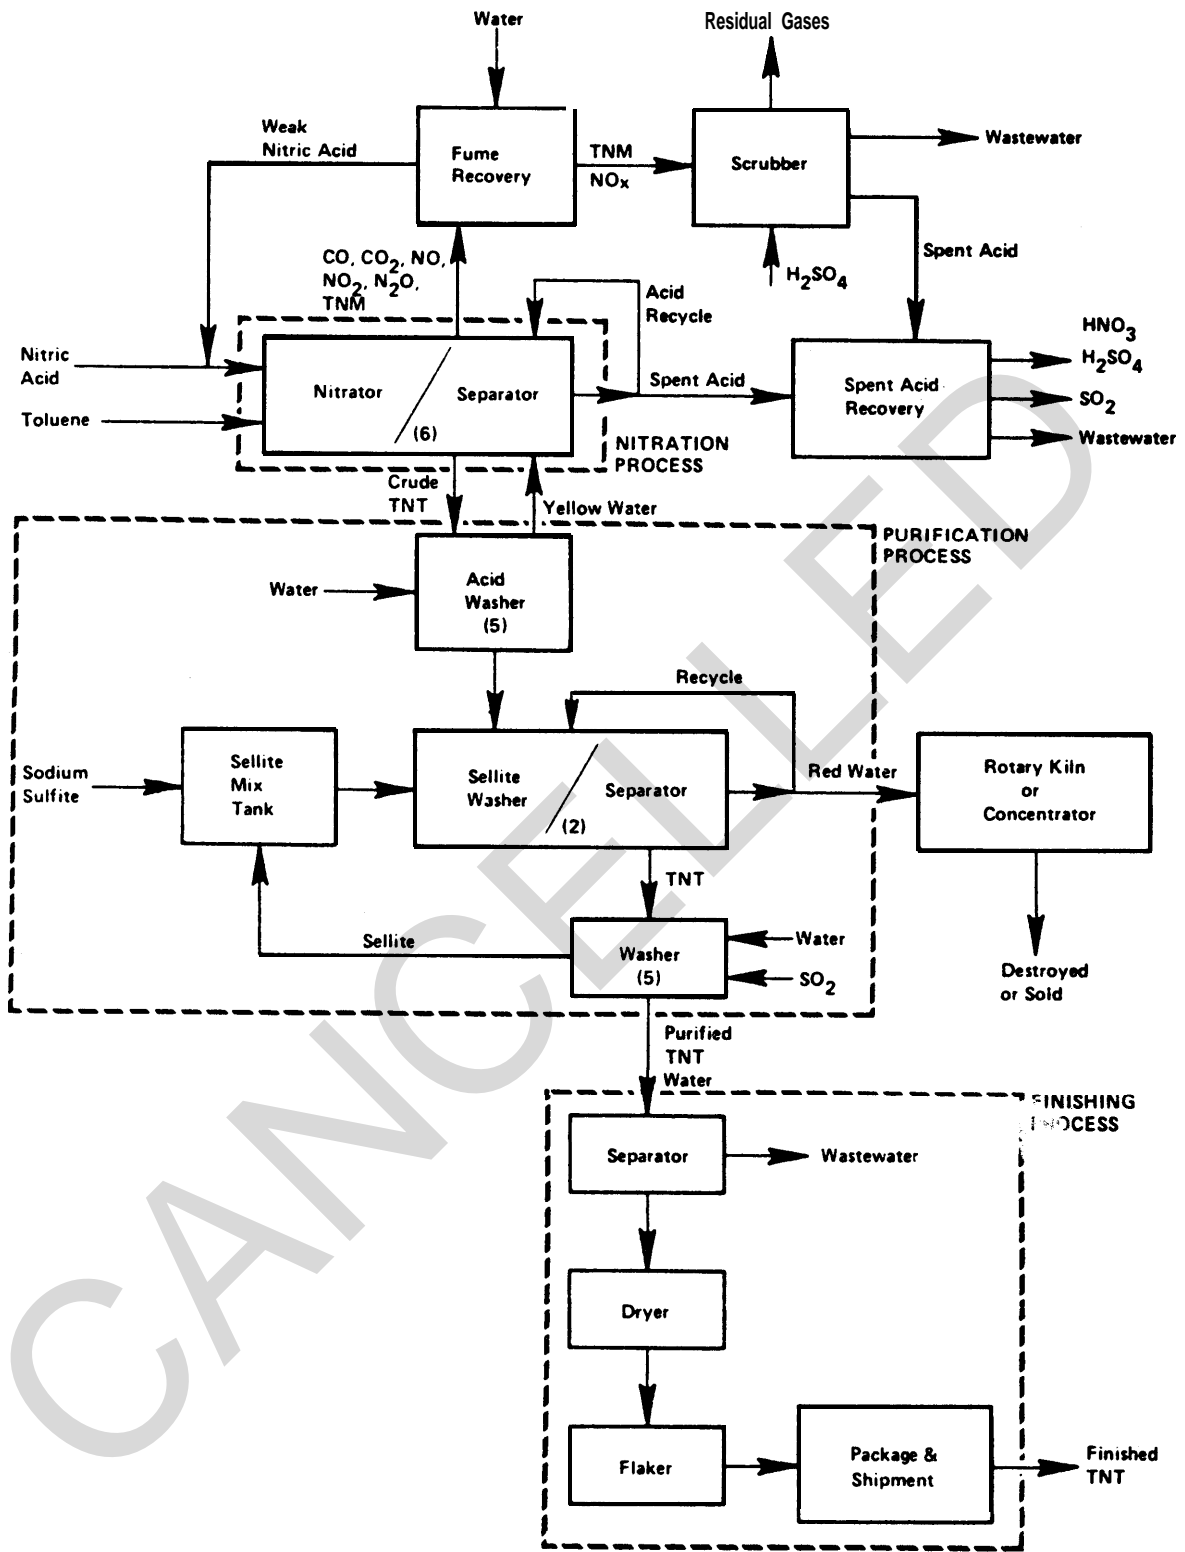 Water
Residual Gases
Weak
Nitric Acid
Fume
Recovery
TNM
NOx
Scrubber
Wastewater
CO, CO2, NO,
NO2, N2O,
TNM
H2SO4
Spent Acid
Acid
Recycle
Nitric
Acid
Toluene
Nitrator
Separator
(6)
Spent Acid
Spent Acid
Recovery
HNO3
H2SO4
SO2
Wastewater
NITRATION
PROCESS
Crude
TNT
Yellow Water
PURIFICATION
PROCESS
Water
Acid
Washer
(5)
Recycle
Sodium
Sulfite
Sellite
Mix
Tank
Sellite
Washer
Separator
(2)
Red Water
Rotary Kiln
or
Concentrator
TNT
Sellite
Washer
(5)
Water
SO2
Destroyed
or Sold
Purified
TNT
Water
FINISHING
PROCESS
Separator
Wastewater
Dryer
Flaker
Package &
Shipment
Finished
TNT
CANCELLED